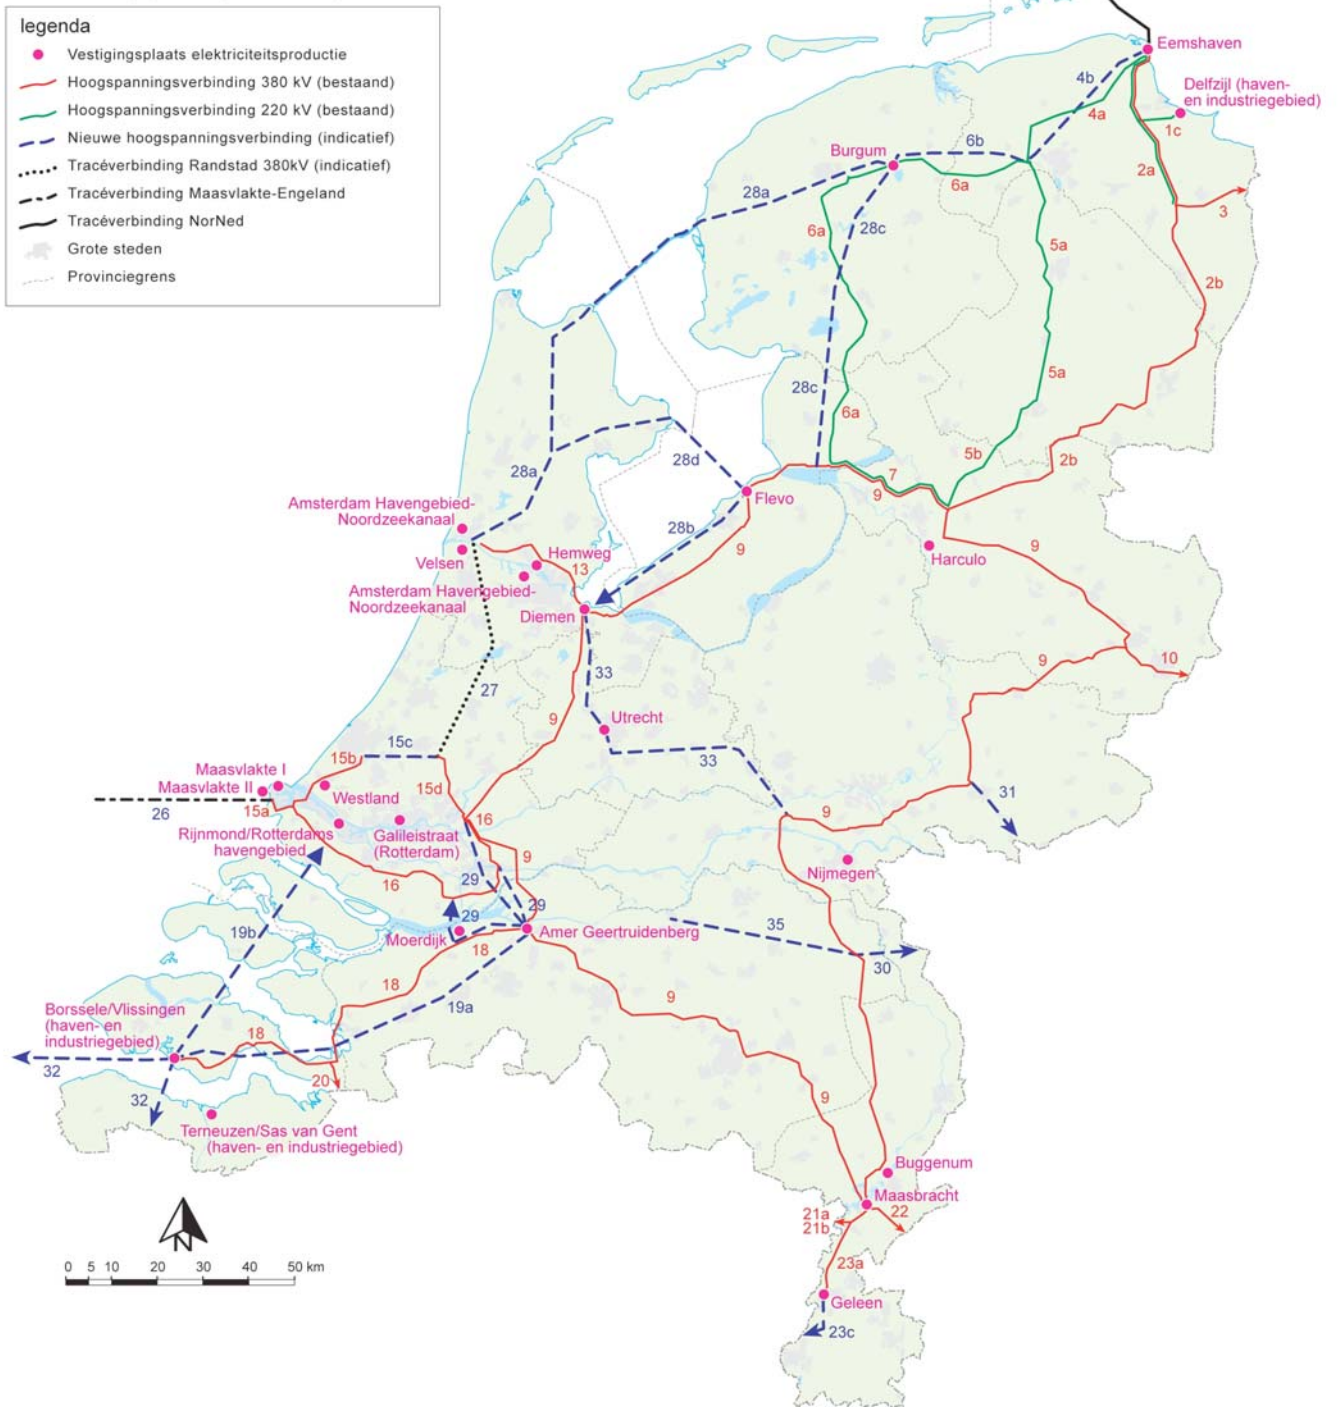 legenda
Vestigingsplaats elektriciteitsproductie
Hoogspanningsverbinding 380 kV (bestaand)
Hoogspanningsverbinding 220 kV (bestaand)
Nieuwe hoogspanningsverbinding (indicatief)
Tracéverbinding Randstad 380kV (indicatief)
Tracéverbinding Maasvlakte-Engeland
Tracéverbinding NorNed
Grote steden
Provinciegrens
Eemshaven
4b
Delfzijl (haven-
en industriegebied)
4a
1c
6b
Burgum
2a
6a
28a
3
6a
28c
5a
2b
5a
28c
6a
5b
2b
28d
28a
7
9
Flevo
Amsterdam Havengebied-
Noordzeekanaal
28b
9
9
Velsen
Hemweg
13
Harculo
Amsterdam Havengebied-
Noordzeekanaal
Diemen
9
10
33
27
9
Utrecht
15c
15b
33
Maasvlakte I
Maasvlakte II
15d
31
Westland
26
15a
16
9
Rijnmond/Rotterdams
havengebied
Galileistraat
(Rotterdam)
9
Nijmegen
16
29
29
29
19b
35
Moerdijk
Amer Geertruidenberg
18
30
18
9
19a
Borssele/Vlissingen
(haven- en
industriegebied)
18
32
20
32
9
Terneuzen/Sas van Gent
(haven- en industriegebied)
Buggenum
Maasbracht
21a
21b
22
N
23a
0 5 10 20 30 40 50 km
Geleen
23c